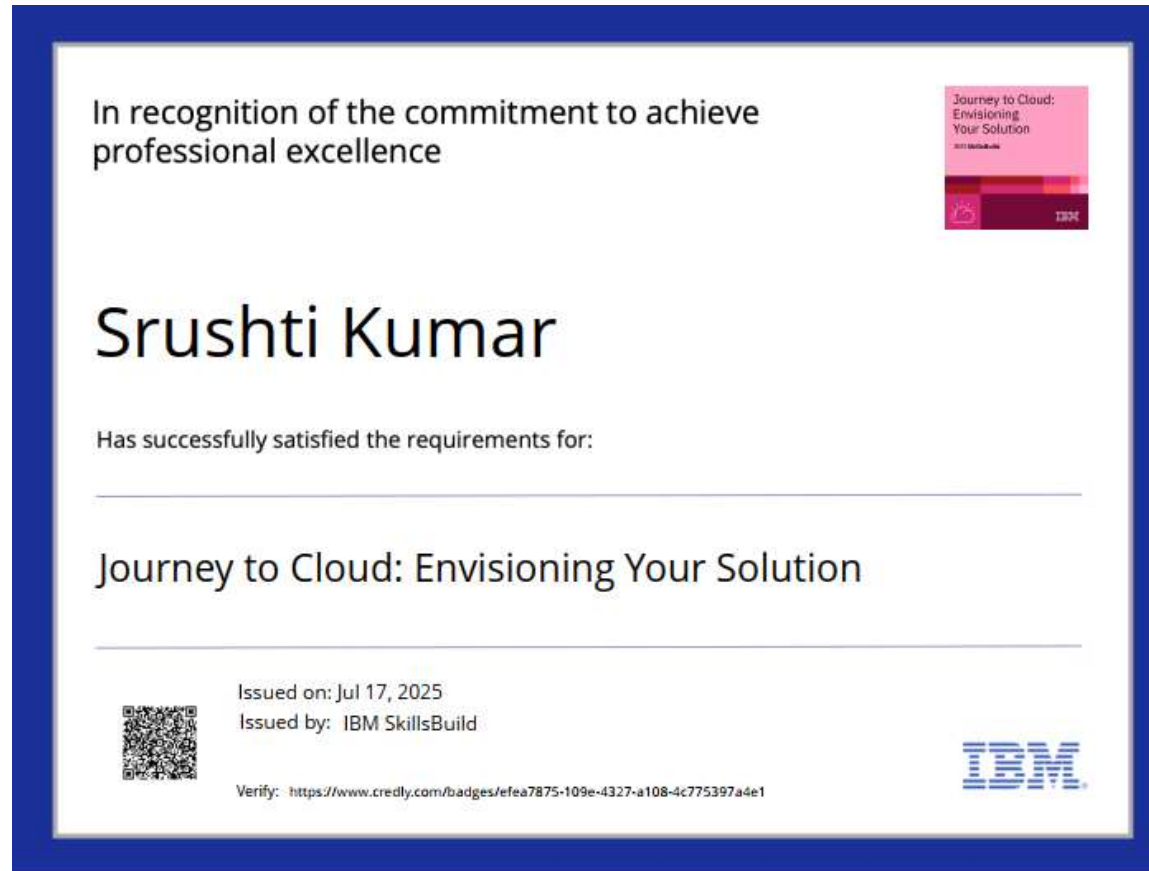 In recognition of the commitment to achieve
professional excellence
Journey to Cloud:
Envisioning
Your Solution
IBM SkillsBuild
IBM
Srushti Kumar
Has successfully satisfied the requirements for:
Journey to Cloud: Envisioning Your Solution
Issued on: Jul 17, 2025
Issued by: IBM SkillsBuild
Verify: https://www.credly.com/badges/efea7875-109e-4327-a108-4c775397a4e1
IBM.